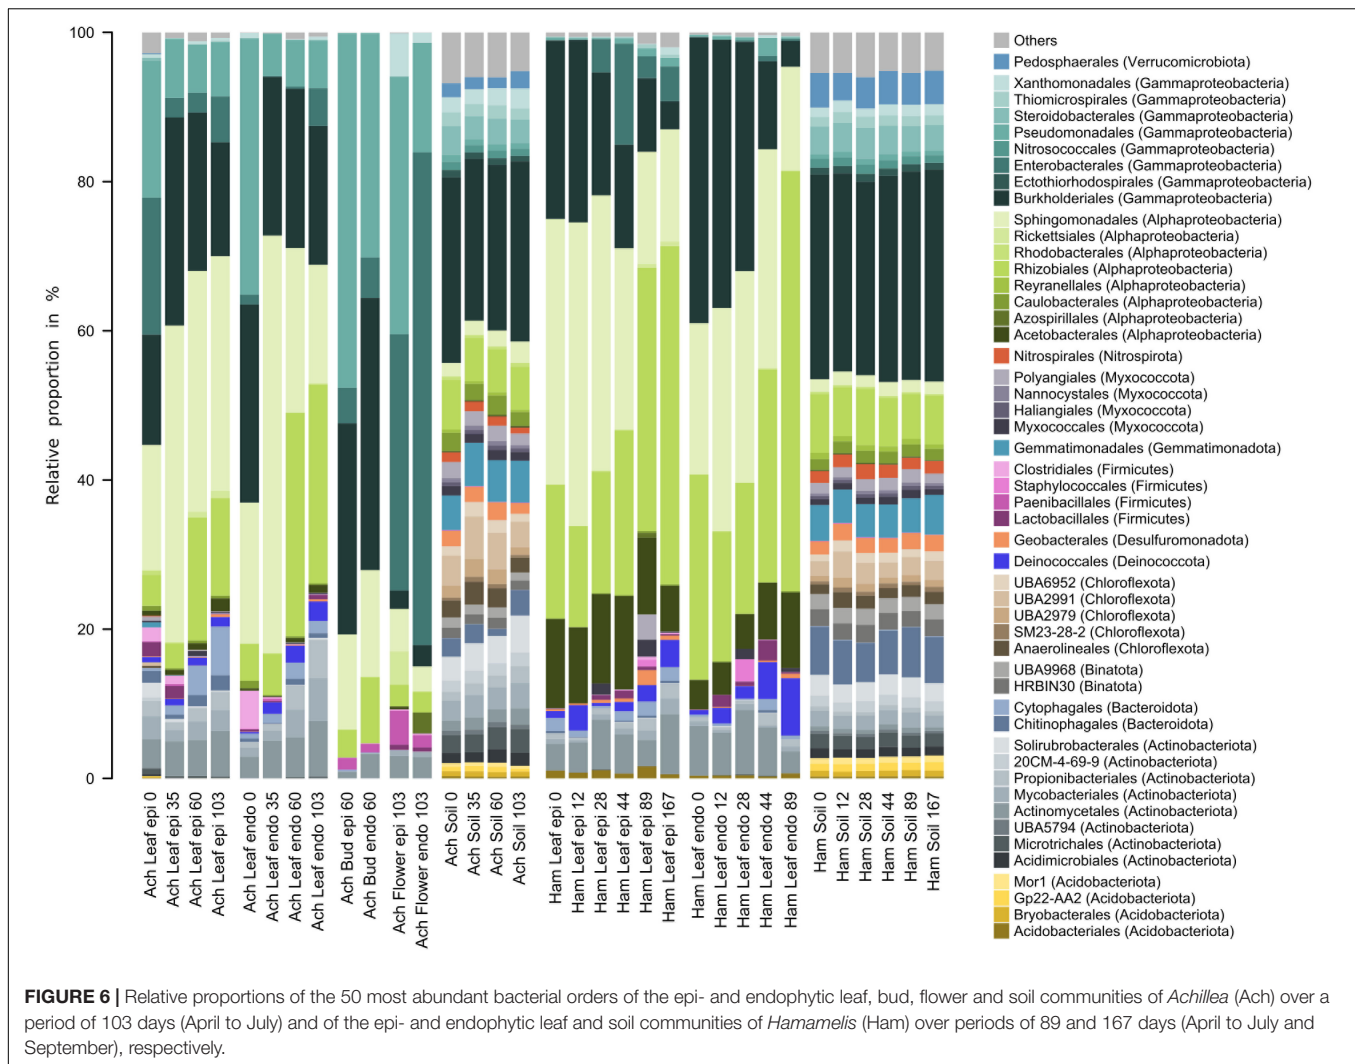 Relative proportion in %
100
80
60
40
20
0
Ach Leaf epi 0
Ach Leaf epi 35
Ach Leaf epi 60
Ach Leaf epi 103
Ach Leaf endo 0
Ach Leaf endo 35
Ach Leaf endo 60
Ach Leaf endo 103
Ach Bud epi 60
Ach Bud endo 60
Ach Flower epi 103
Ach Flower endo 103
Ach Soil 0
Ach Soil 35
Ach Soil 60
Ach Soil 103
Ham Leaf epi 0
Ham Leaf epi 12
Ham Leaf epi 28
Ham Leaf epi 44
Ham Leaf epi 89
Ham Leaf epi 167
Ham Leaf endo 0
Ham Leaf endo 12
Ham Leaf endo 28
Ham Leaf endo 44
Ham Leaf endo 89
Ham Soil 0
Ham Soil 12
Ham Soil 28
Ham Soil 44
Ham Soil 89
Ham Soil 167
Others
Pedosphaerales (Verrucomicrobiota)
Xanthomonadales (Gammaproteobacteria)
Thiomicrospirales (Gammaproteobacteria)
Steroidobacterales (Gammaproteobacteria)
Pseudomonadales (Gammaproteobacteria)
Nitrosococcales (Gammaproteobacteria)
Enterobacterales (Gammaproteobacteria)
Ectothiorhodospirales (Gammaproteobacteria)
Burkholderiales (Gammaproteobacteria)
Sphingomonadales (Alphaproteobacteria)
Rickettsiales (Alphaproteobacteria)
Rhodobacterales (Alphaproteobacteria)
Rhizobiales (Alphaproteobacteria)
Reyranellales (Alphaproteobacteria)
Caulobacterales (Alphaproteobacteria)
Azospirillales (Alphaproteobacteria)
Acetobacterales (Alphaproteobacteria)
Nitrospirales (Nitrospirota)
Polyangiales (Myxococcota)
Nannocystales (Myxococcota)
Haliangiales (Myxococcota)
Myxococcales (Myxococcota)
Gemmatimonadales (Gemmatimonadota)
Clostridiales (Firmicutes)
Staphylococcales (Firmicutes)
Paenibacillales (Firmicutes)
Lactobacillales (Firmicutes)
Geobacterales (Desulfuromonadota)
Deinococcales (Deinococcota)
UBA6952 (Chloroflexota)
UBA2991 (Chloroflexota)
UBA2979 (Chloroflexota)
SM23-28-2 (Chloroflexota)
Anaerolineales (Chloroflexota)
UBA9968 (Binatota)
HRBIN30 (Binatota)
Cytophagales (Bacteroidota)
Chitinophagales (Bacteroidota)
Solirubrobacterales (Actinobacteriota)
20CM-4-69-9 (Actinobacteriota)
Propionibacteriales (Actinobacteriota)
Mycobacteriales (Actinobacteriota)
Actinomycetales (Actinobacteriota)
UBA5794 (Actinobacteriota)
Microtrichales (Actinobacteriota)
Acidimicrobiales (Actinobacteriota)
Mor1 (Acidobacteriota)
Gp22-AA2 (Acidobacteriota)
Bryobacterales (Acidobacteriota)
Acidobacteriales (Acidobacteriota)
FIGURE 6 | Relative proportions of the 50 most abundant bacterial orders of the epi- and endophytic leaf, bud, flower and soil communities of Achillea (Ach) over a
period of 103 days (April to July) and of the epi- and endophytic leaf and soil communities of Hamamelis (Ham) over periods of 89 and 167 days (April to July and
September), respectively.